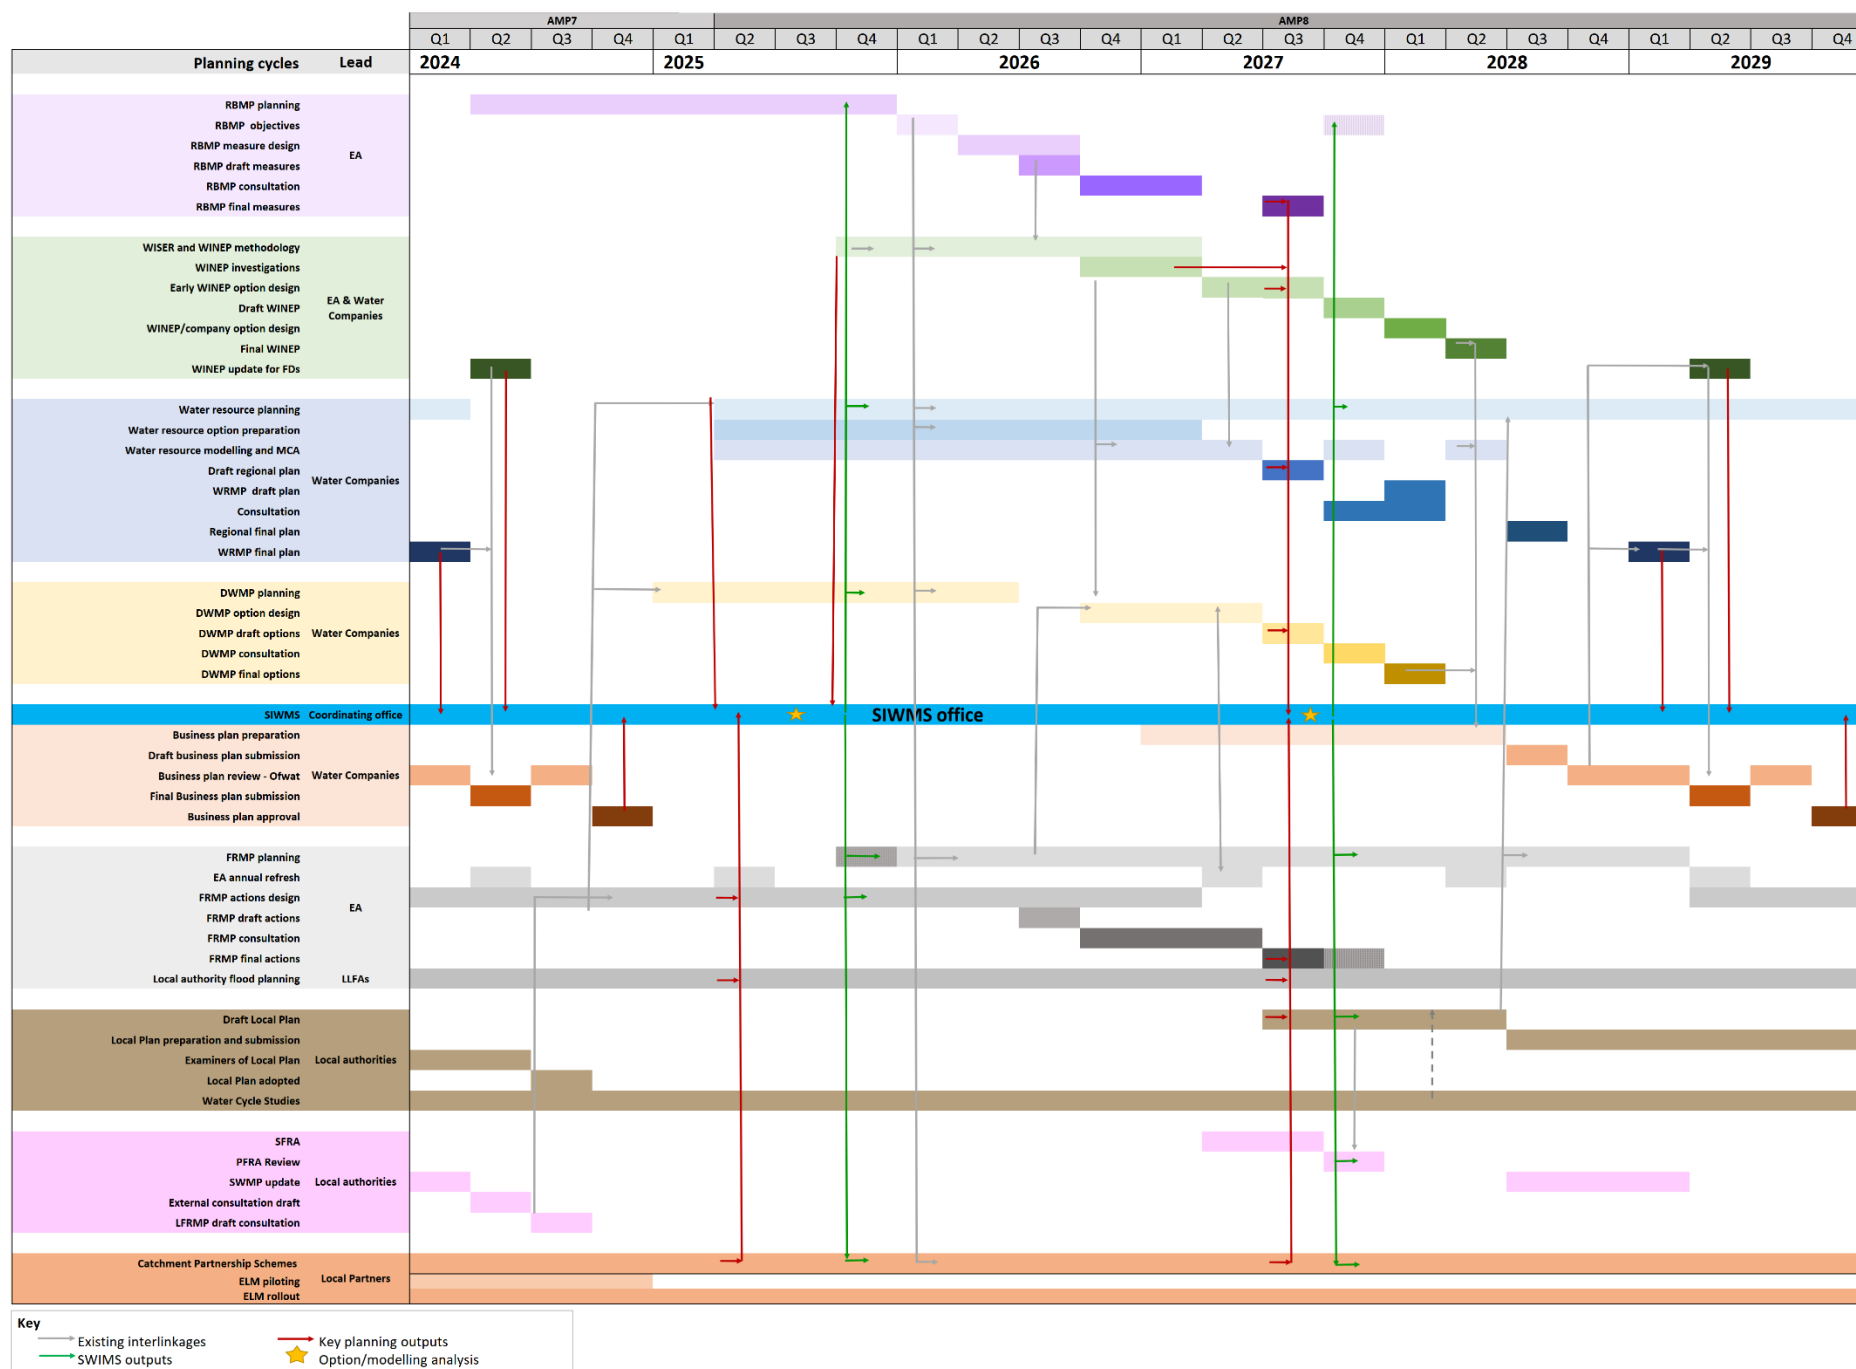 AMP7 AMP8
Q1 Q2 Q3 Q4 Q1 Q2 Q3 Q4 Q1 Q2 Q3 Q4 Q1 Q2 Q3 Q4 Q1 Q2 Q3 Q4 Q1 Q2 Q3 Q4
Planning cycles Lead 2024 2025 2026 2027 2028 2029
RBMP planning
RBMP objectives
RBMP measure design
EA
RBMP draft measures
RBMP consultation
RBMP final measures
WISER and WINEP methodology
WINEP investigations
Early WINEP option design
EA & Water
Companies
Draft WINEP
WINEP/company option design
Final WINEP
WINEP update for FDs
Water resource planning
Water resource option preparation
Water resource modelling and MCA
Draft regional plan
Water Companies
WRMP draft plan
Consultation
Regional final plan
WRMP final plan
DWMP planning
DWMP option design
DWMP draft options Water Companies
DWMP consultation
DWMP final options
SIWMS Coordinating office SIWMS office
Business plan preparation
Draft business plan submission
Business plan review - Ofwat Water Companies
Final Business plan submission
Business plan approval
FRMP planning
EA annual refresh
FRMP actions design
EA
FRMP draft actions
FRMP consultation
FRMP final actions
Local authority flood planning LLFAs
Draft Local Plan
Local Plan preparation and submission
Examiners of Local Plan Local authorities
Local Plan adopted
Water Cycle Studies
SFRA
PFRA Review
SWMP update Local authorities
External consultation draft
LFRMP draft consultation
Catchment Partnership Schemes
ELM piloting Local Partners
ELM rollout
Key
Existing interlinkages Key planning outputs
SWIMS outputs Option/modelling analysis